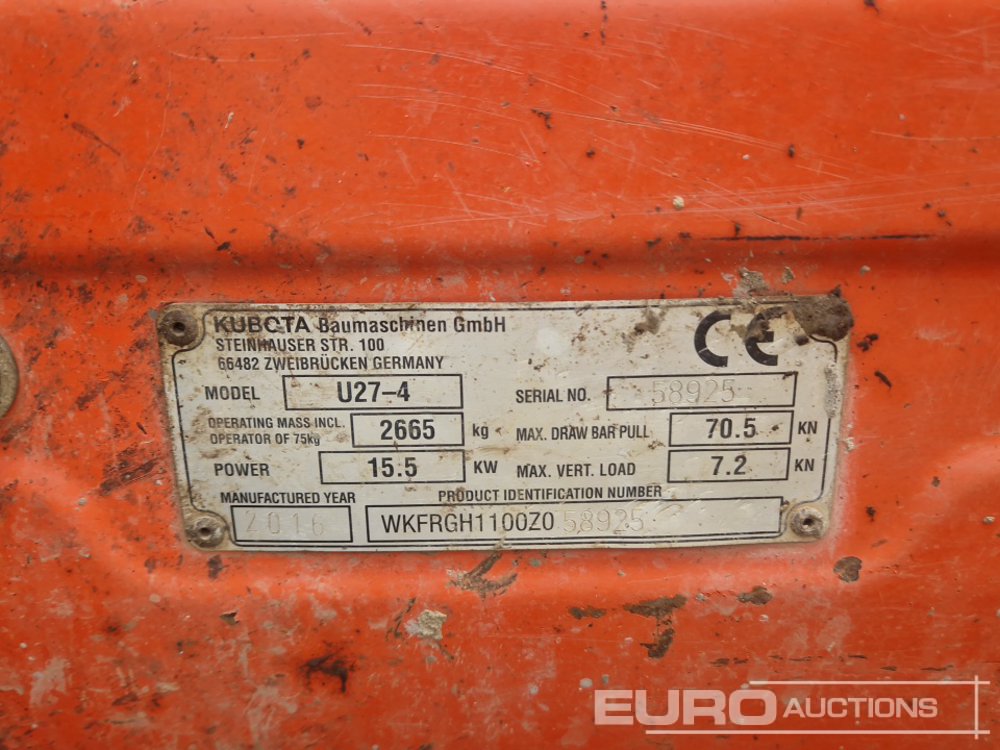 KUBOTA Baumaschinen GmbH
STEINHAUSER STR. 100
66482 ZWEIBRÜCKEN GERMANY
CE
MODEL U27-4 SERIAL NO. 58925
OPERATING MASS INCL. OPERATOR OF 75kg 2665 kg MAX. DRAW BAR PULL 70.5 KN
POWER 15.5 KW MAX. VERT. LOAD 7.2 KN
MANUFACTURED YEAR PRODUCT IDENTIFICATION NUMBER
2016 WKFRGH1100Z058925
EURO AUCTIONS